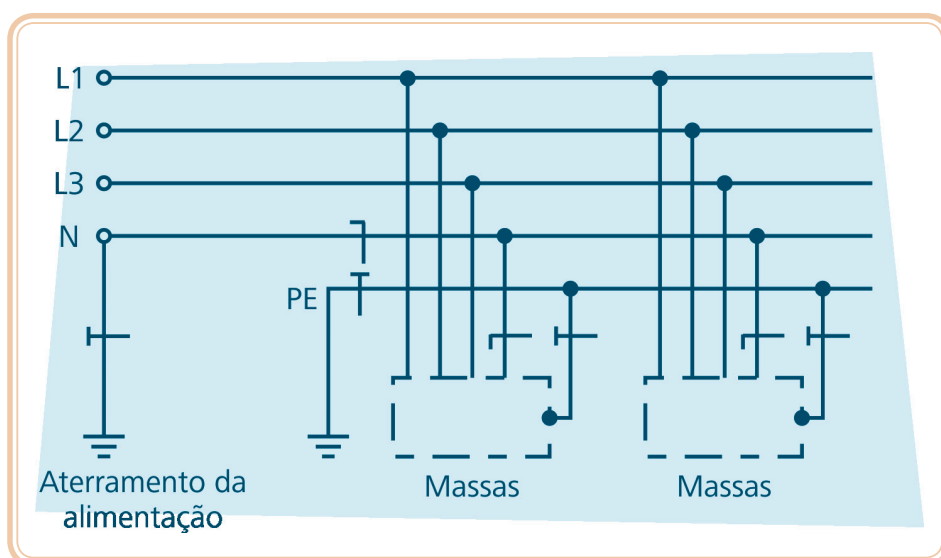 L1
L2
L3
N
PE
Aterramento da
alimentação
Massas
Massas